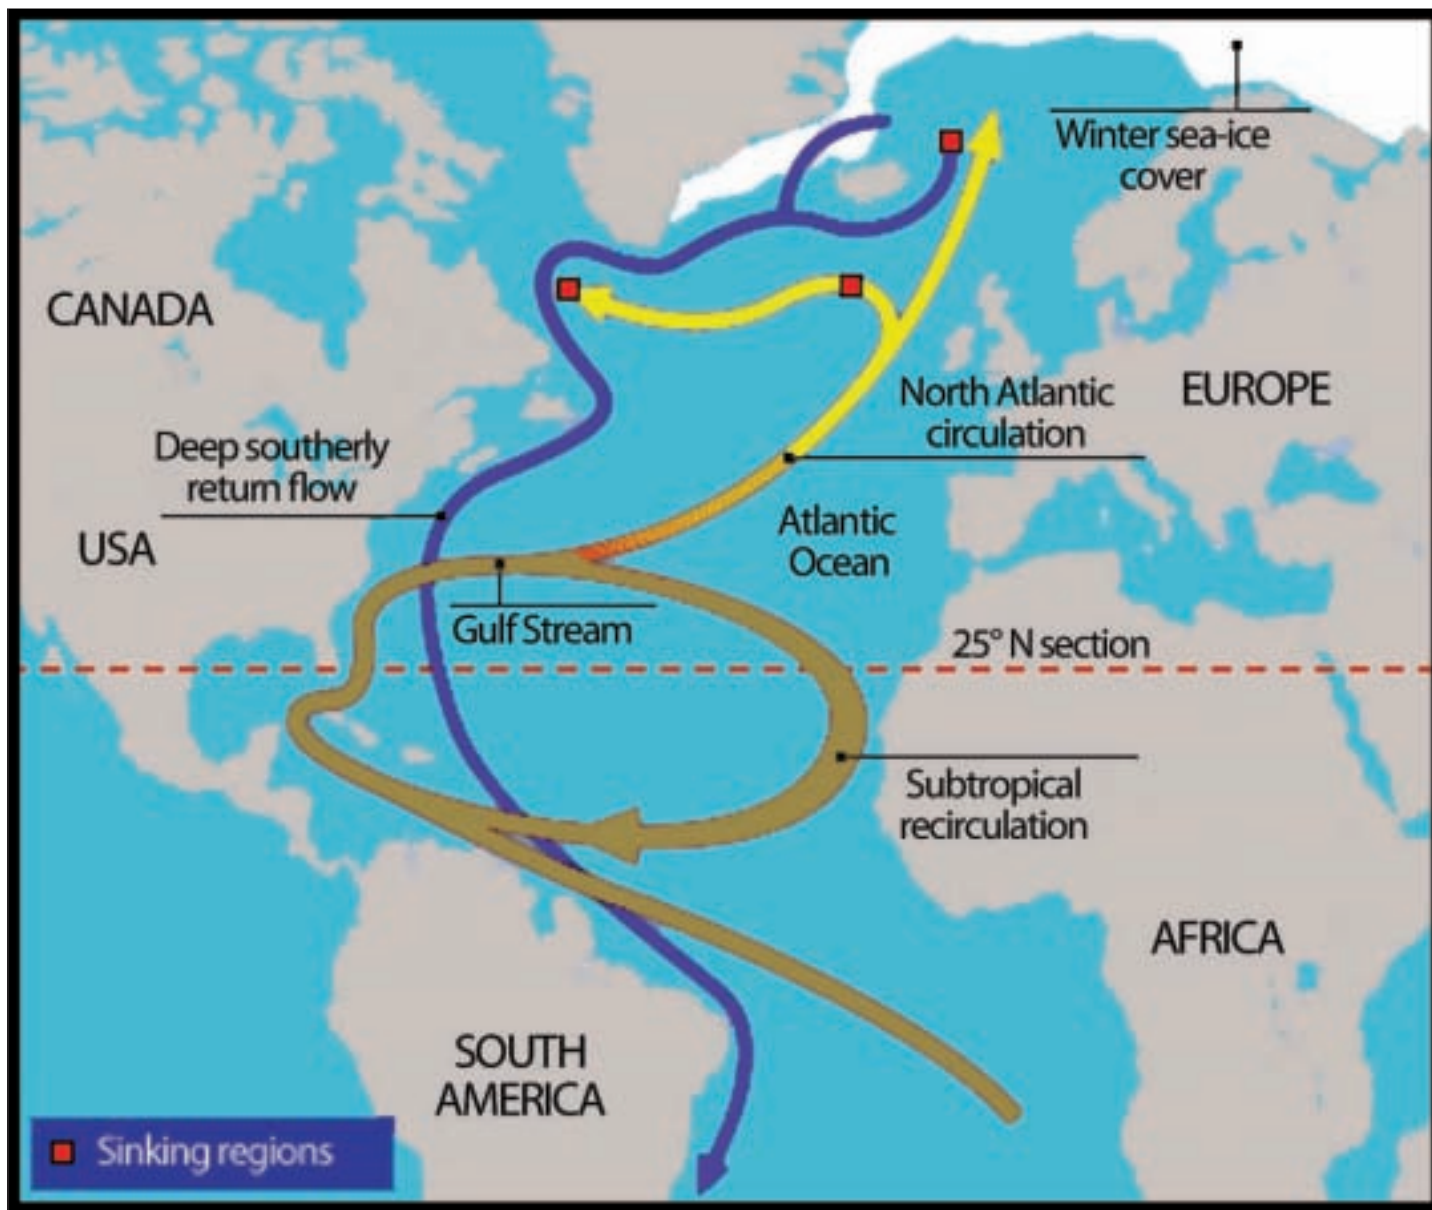 Winter sea-ice
cover
CANADA
EUROPE
North Atlantic
circulation
Deep southerly
return flow
USA
Atlantic
Ocean
Gulf Stream
25° N section
Subtropical
recirculation
AFRICA
SOUTH
AMERICA
Sinking regions